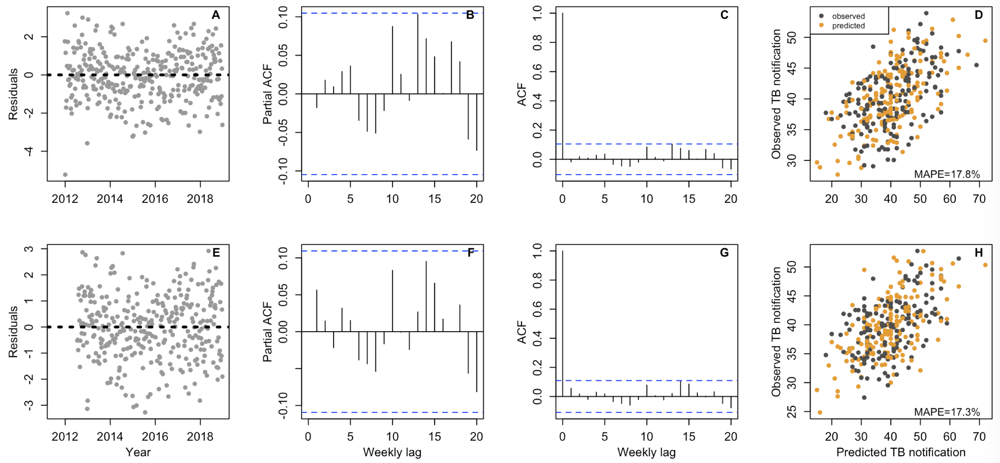 A
Residuals
2
0
-2
-4
2012 2014 2016 2018
B
Partial ACF
0.10
0.05
0.00
-0.05
-0.10
0 5 10 15 20
C
ACF
1.0
0.8
0.6
0.4
0.2
0.0
0 5 10 15 20
D
observed
predicted
Observed TB notification
50
45
40
35
30
MAPE=17.8%
20 30 40 50 60 70
E
Residuals
3
2
1
0
-1
-2
-3
2012 2014 2016 2018
Year
F
Partial ACF
0.10
0.05
0.00
-0.10
0 5 10 15 20
Weekly lag
G
ACF
1.0
0.8
0.6
0.4
0.2
0.0
0 5 10 15 20
Weekly lag
H
Observed TB notification
50
45
40
35
30
25
MAPE=17.3%
20 30 40 50 60 70
Predicted TB notification